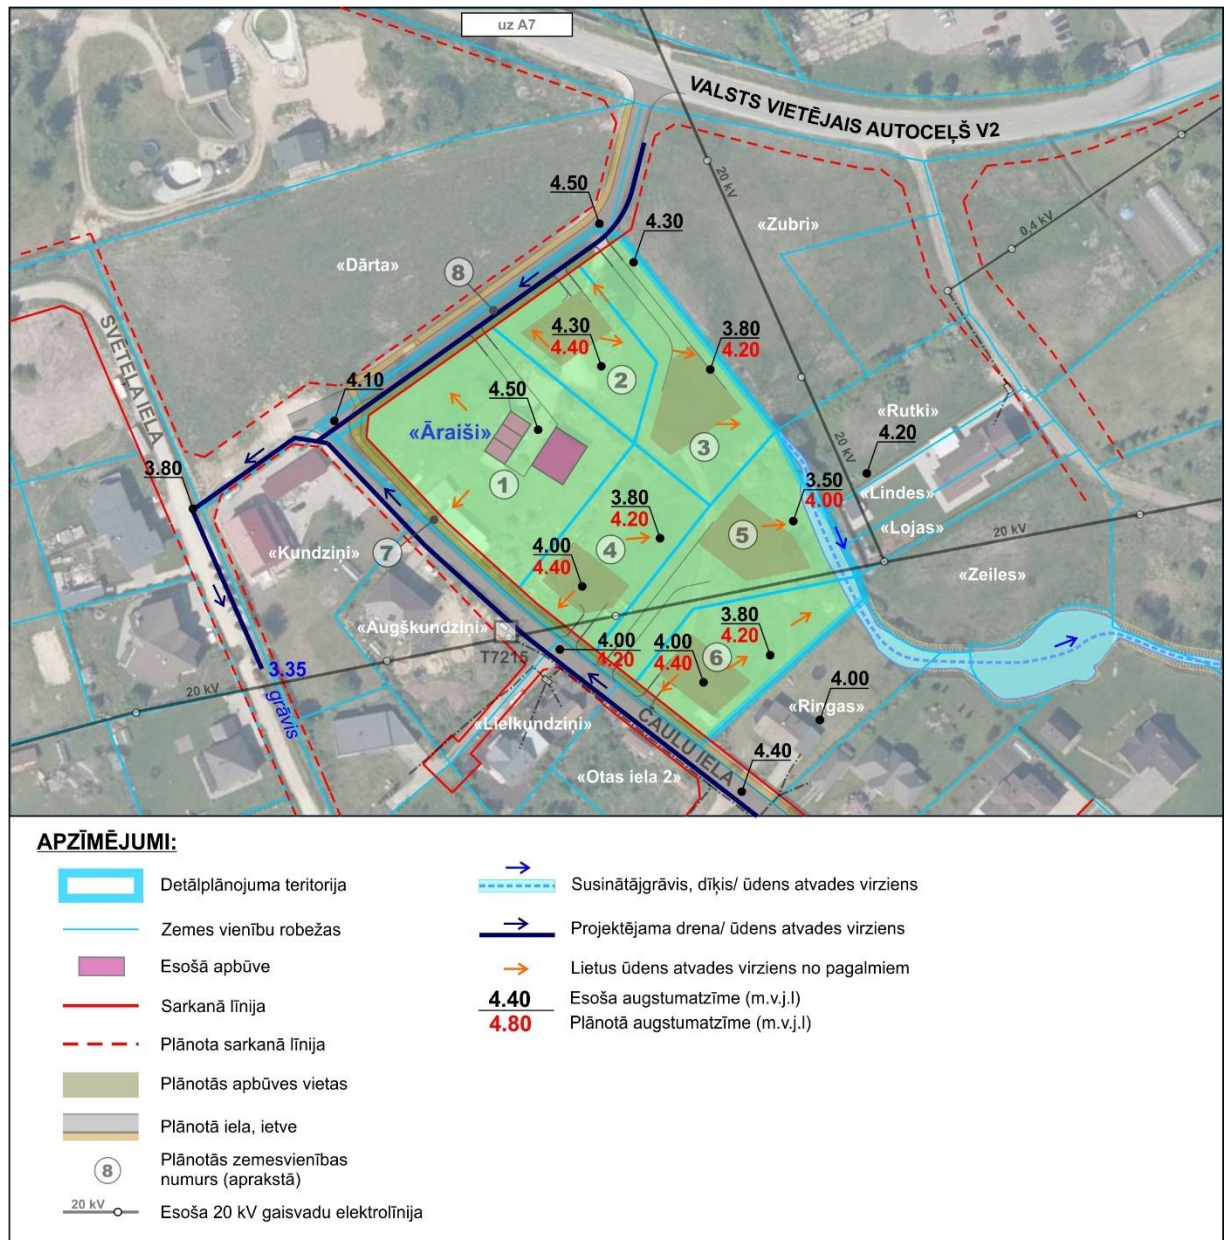 uz A7
VALSTS VIETĒJAIS AUTOCEĻŠ V2
20 kV
0,4 kV
4.50
4.30
«Zubri»
«Dārta»
8
SVĒTEĻA IELA
4.30
4.40
3.80
4.20
2
4.10
4.50
«Āraiši»
«Rutki»
4.20
20 kV
3
3.80
1
3.50
4.00
«Lindes»
3.80
4.20
«Lojas»
20 kV
5
4
7
«Kundziņi»
4.00
4.40
«Zeiles»
«Augškundziņi»
T7215
4.00
4.20
4.00
4.40
3.80
4.20
6
3.35
grāvis
20 kV
4.00
«Ringas»
«Lielkundziņi»
ČAUĻU IELA
«Otas iela 2»
4.40
APZĪMĒJUMI:
Detālplānojuma teritorija
Zemes vienību robežas
Esošā apbūve
Sarkanā līnija
Plānota sarkanā līnija
Plānotās apbūves vietas
Plānotā iela, ietve
8
Plānotās zemesvienības
numurs (aprakstā)
20 kV
Esoša 20 kV gaisvadu elektrolīnija
Susinātājgrāvis, dīķis/ ūdens atvades virziens
Projektējama drena/ ūdens atvades virziens
Lietus ūdens atvades virziens no pagalmiem
4.40
Esoša augstumatzīme (m.v.j.l)
4.80
Plānotā augstumatzīme (m.v.j.l)